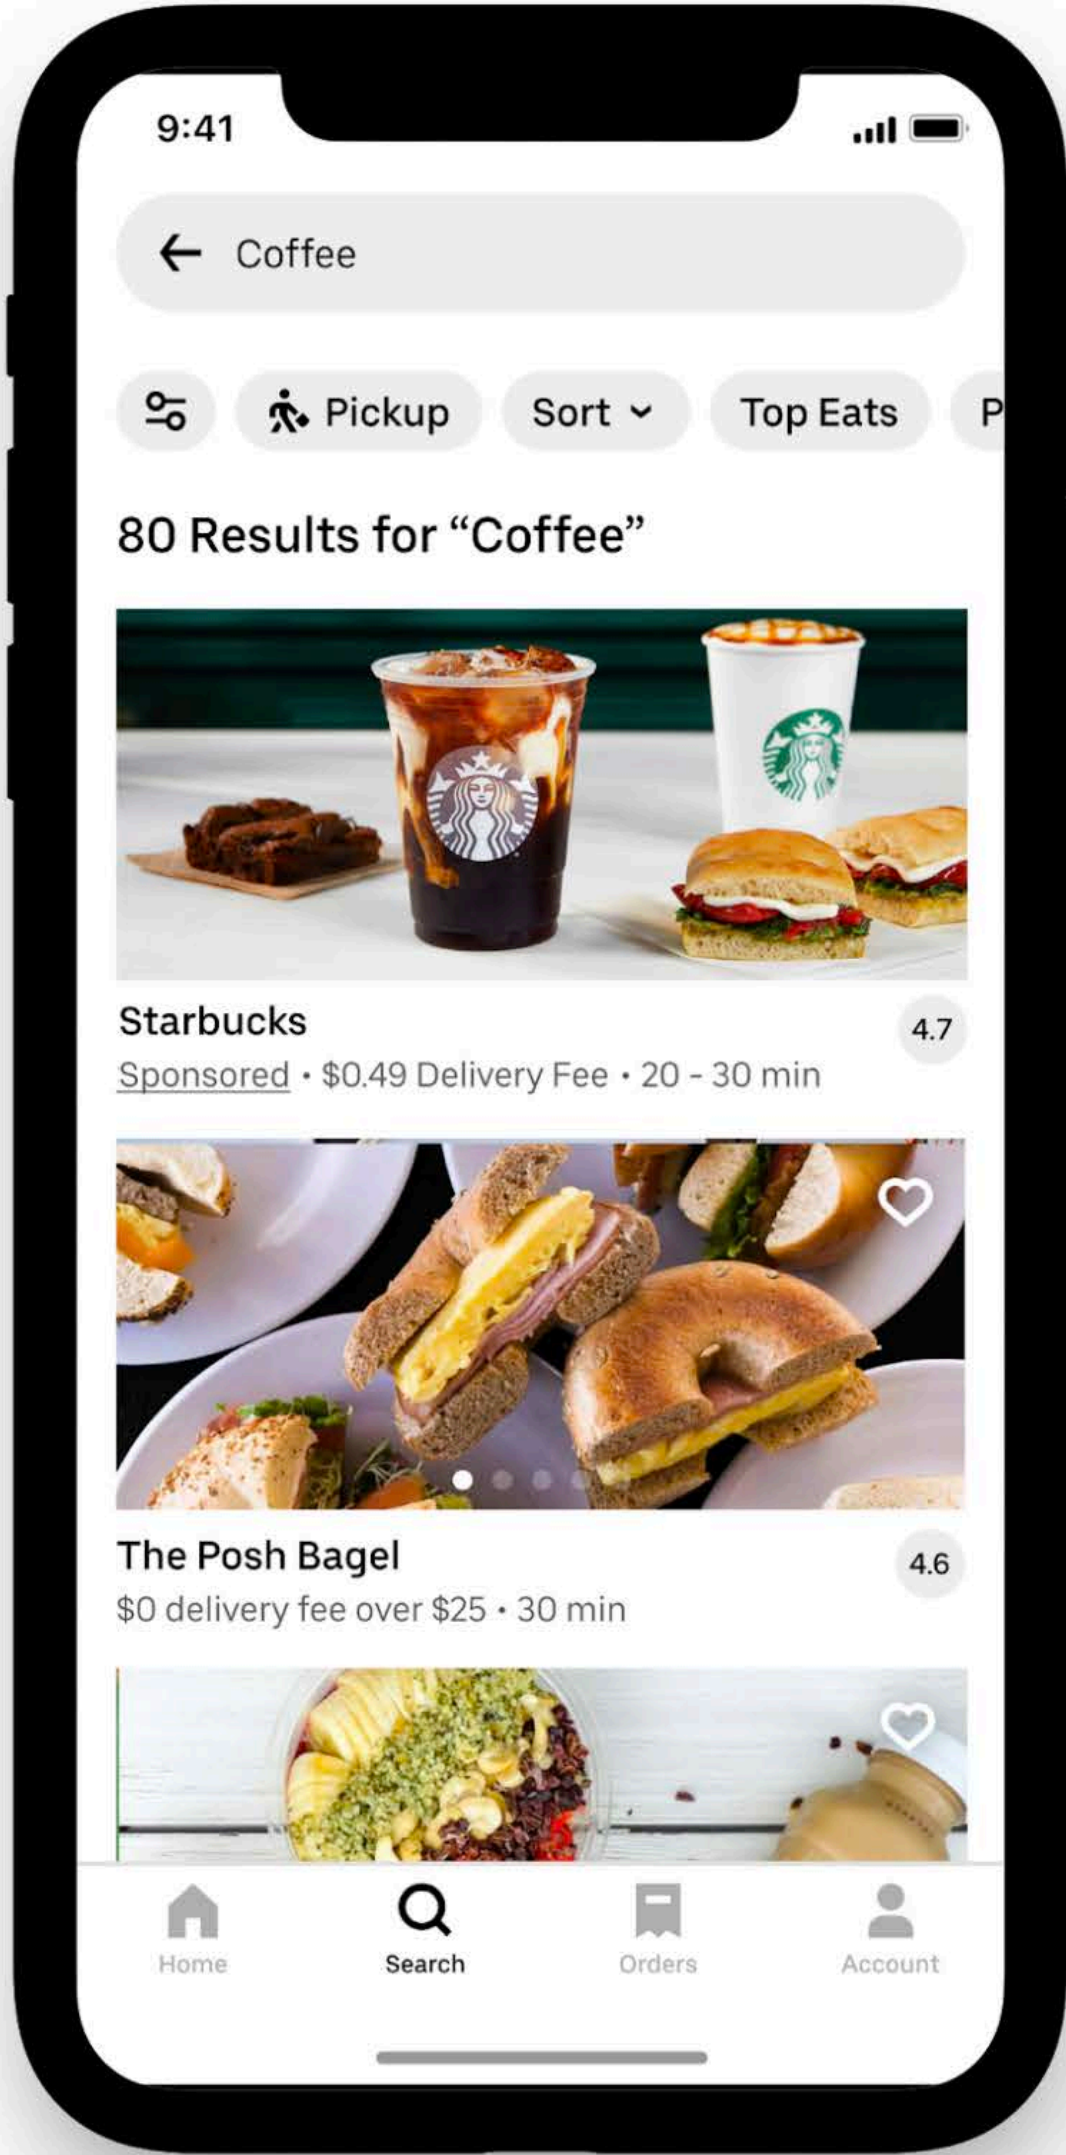 9:41
Coffee
Pickup
Sort
Top Eats
P
80 Results for “Coffee”
Starbucks
4.7
Sponsored • $0.49 Delivery Fee • 20 - 30 min
The Posh Bagel
4.6
$0 delivery fee over $25 • 30 min
Home
Search
Orders
Account